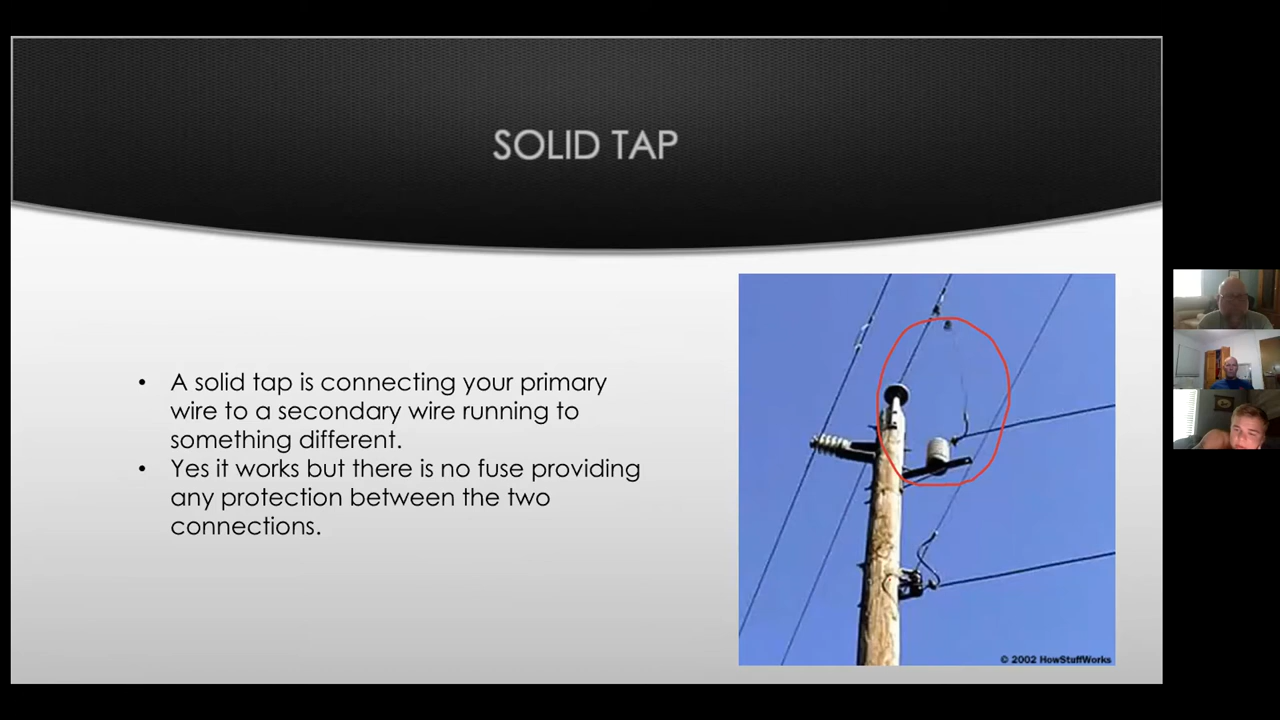 SOLID TAP
• A solid tap is connecting your primary
wire to a secondary wire running to
something different.
• Yes it works but there is no fuse providing
any protection between the two
connections.
© 2002 HowStuffWorks